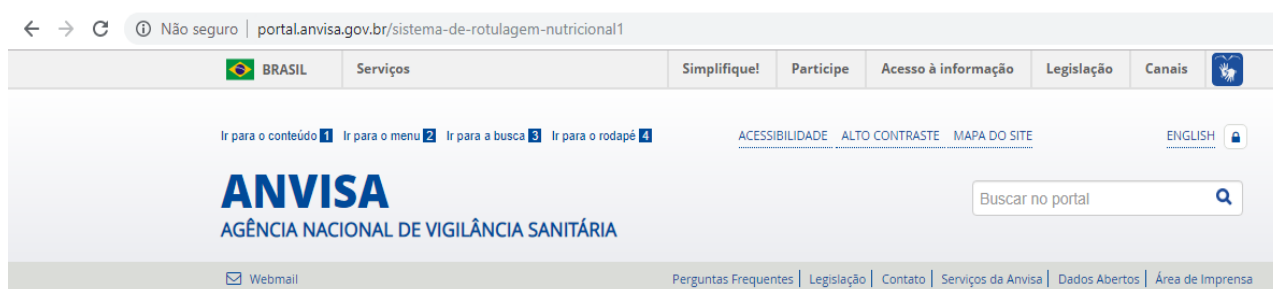 Não seguro | portal.anvisa.gov.br/sistema-de-rotulagem-nutricional1
BRASIL Serviços Simplifique! Participe Acesso à informação Legislação Canais
Ir para o conteúdo 1 Ir para o menu 2 Ir para a busca 3 Ir para o rodapé 4 ACESSIBILIDADE ALTO CONTRASTE MAPA DO SITE ENGLISH
ANVISA
Buscar no portal
AGÊNCIA NACIONAL DE VIGILÂNCIA SANITÁRIA
Webmail Perguntas Frequentes | Legislação | Contato | Serviços da Anvisa | Dados Abertos | Área de Imprensa